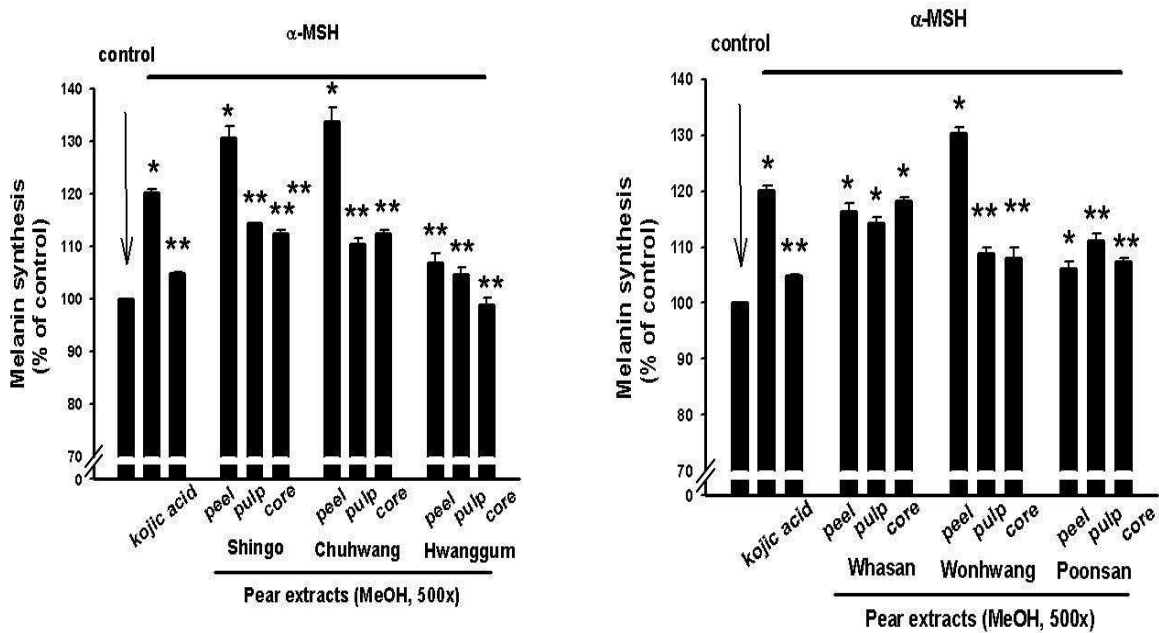 α-MSH
control
140
130
120
110
100
90
80
70
0
Melanin synthesis
(% of control)
*
**
*
**
**
**
*
**
**
**
**
**
kojic acid
peel pulp core
peel pulp core
peel pulp core
Shingo Chuhwang Hwanggum
Pear extracts (MeOH, 500x)
α-MSH
control
140
130
120
110
100
90
80
70
0
Melanin synthesis
(% of control)
*
**
*
*
*
*
**
**
*
**
**
kojic acid
peel pulp core
peel pulp core
peel pulp core
Whasan Wonhwang Poonsan
Pear extracts (MeOH, 500x)